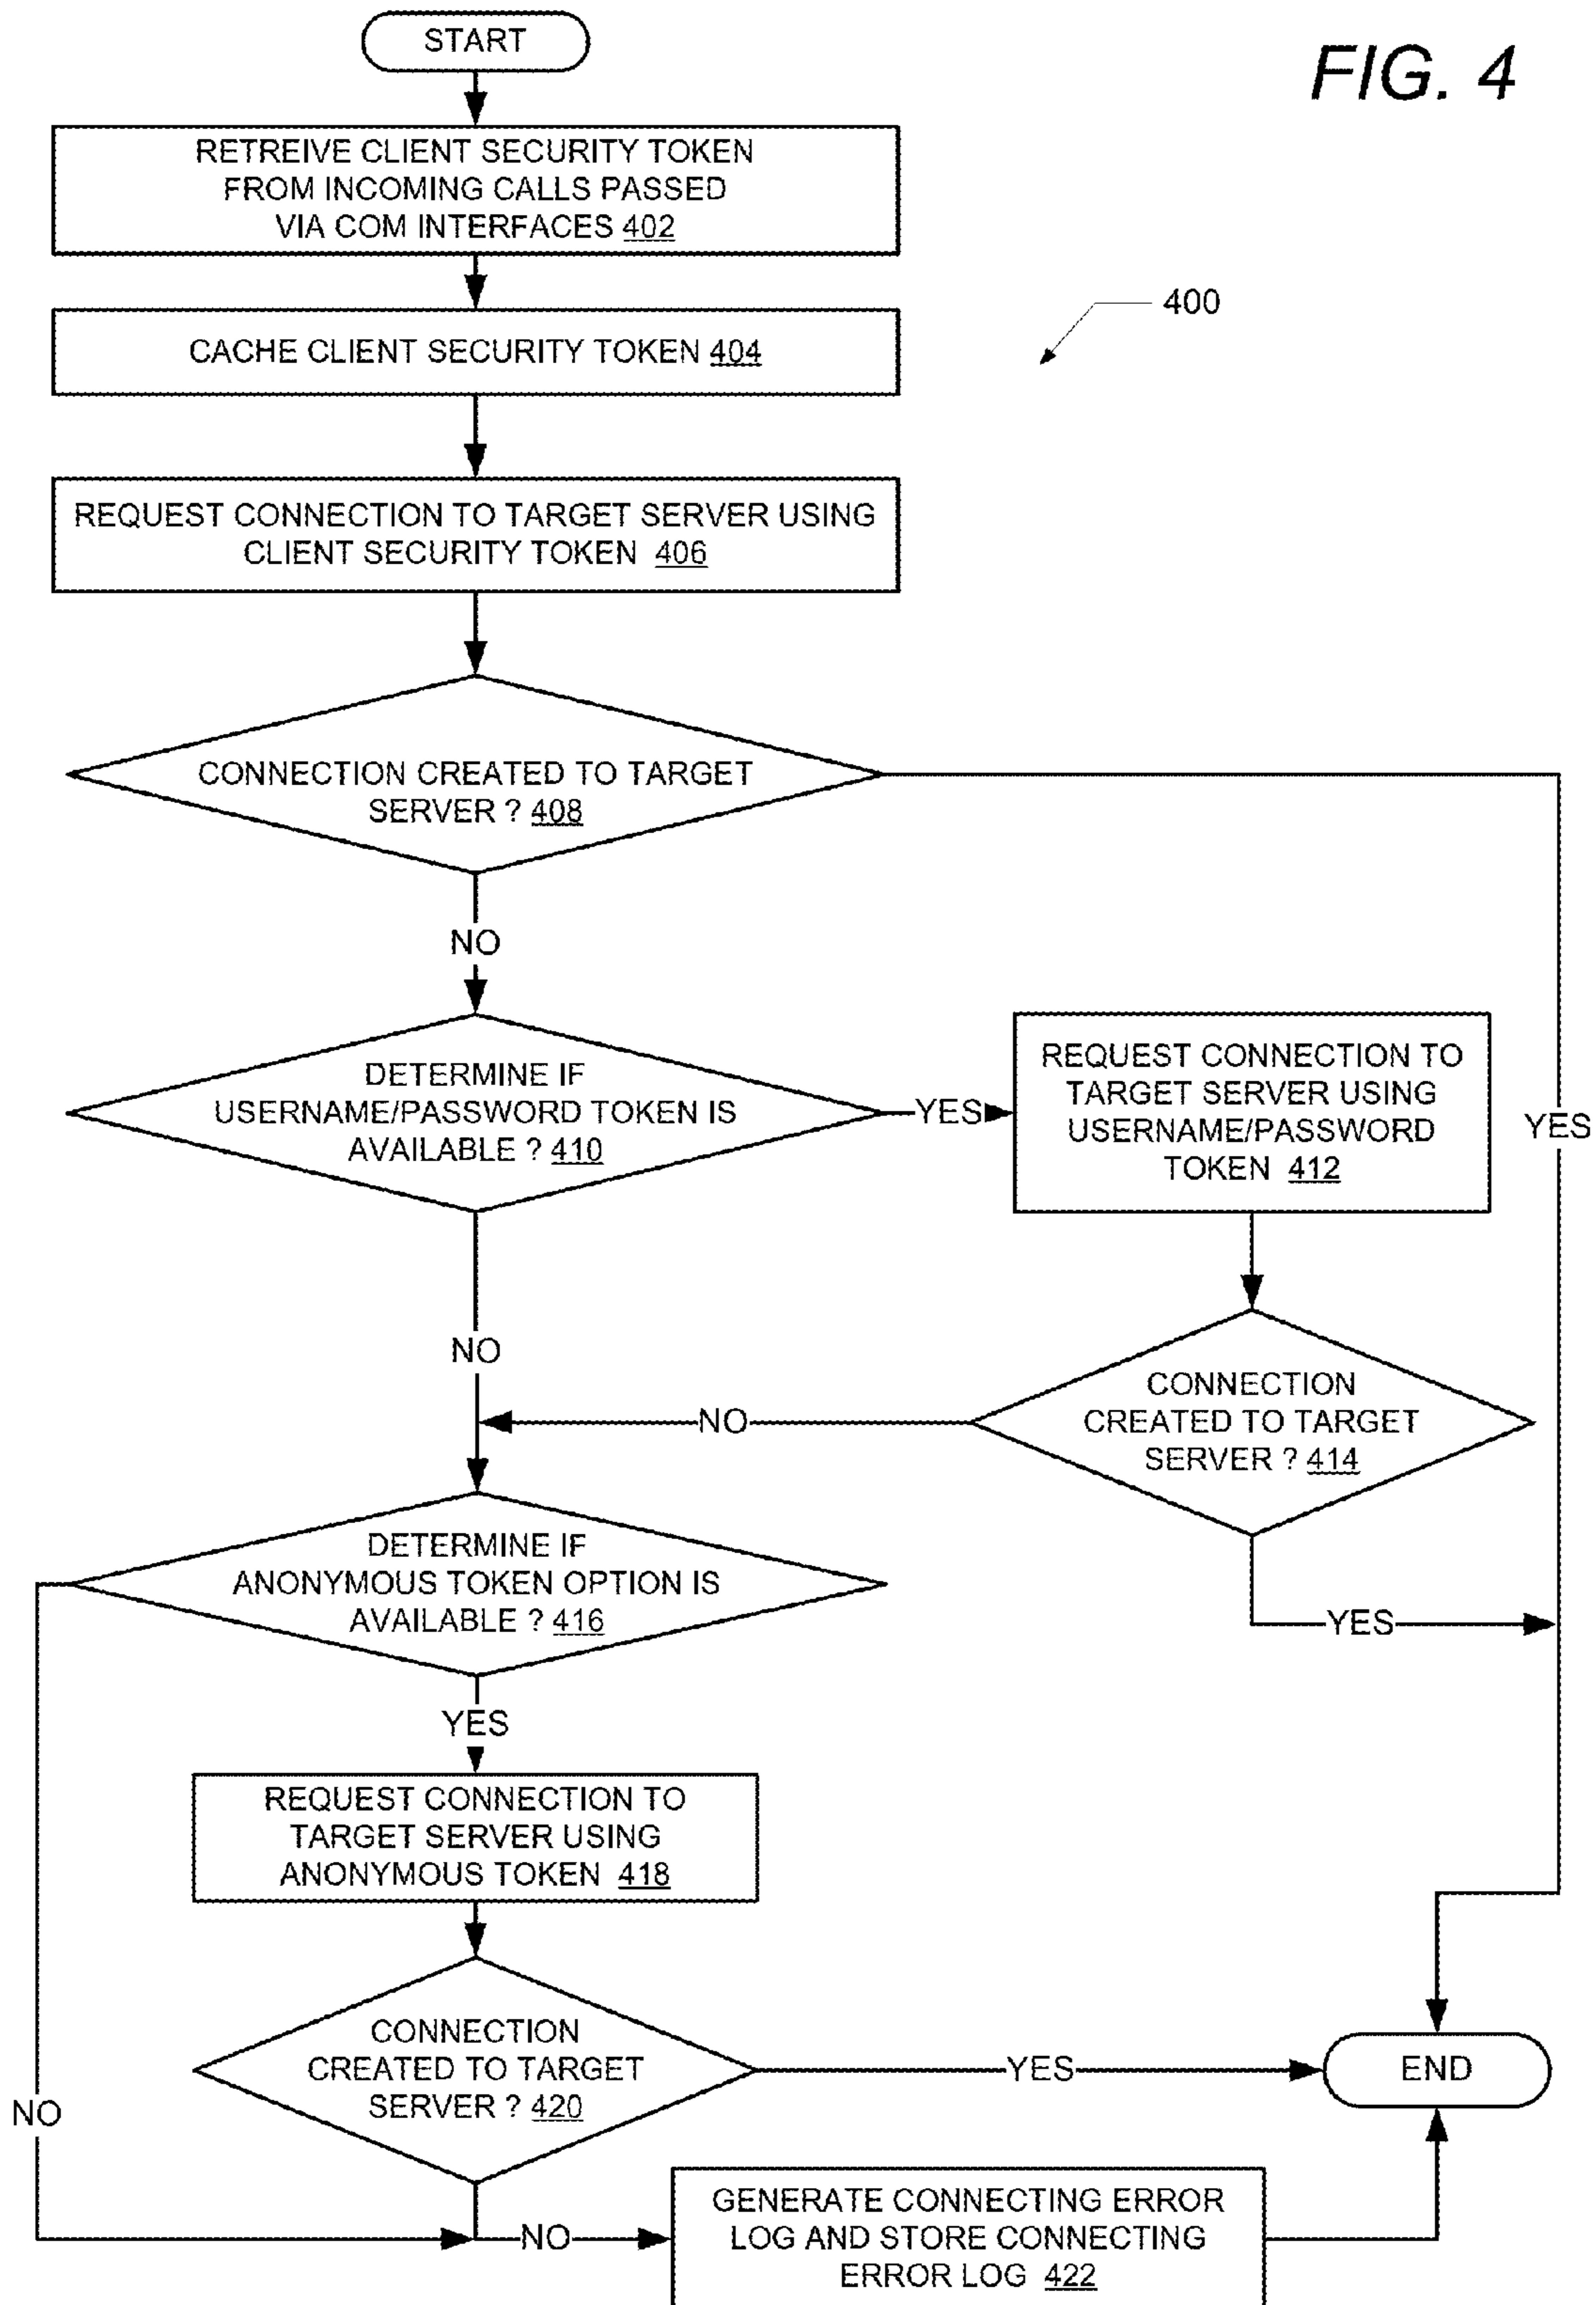 START
FIG. 4
RETREIVE CLIENT SECURITY TOKEN
FROM INCOMING CALLS PASSED
VIA COM INTERFACES 402
400
CACHE CLIENT SECURITY TOKEN 404
REQUEST CONNECTION TO TARGET SERVER USING
CLIENT SECURITY TOKEN 406
CONNECTION CREATED TO TARGET
SERVER ? 408
NO
YES
DETERMINE IF
USERNAME/PASSWORD TOKEN IS
AVAILABLE ? 410
YES
REQUEST CONNECTION TO
TARGET SERVER USING
USERNAME/PASSWORD
TOKEN 412
NO
CONNECTION
CREATED TO TARGET
SERVER ? 414
NO
YES
DETERMINE IF
ANONYMOUS TOKEN OPTION IS
AVAILABLE ? 416
YES
REQUEST CONNECTION TO
TARGET SERVER USING
ANONYMOUS TOKEN 418
CONNECTION
CREATED TO TARGET
SERVER ? 420
YES
END
NO
NO
GENERATE CONNECTING ERROR
LOG AND STORE CONNECTING
ERROR LOG 422